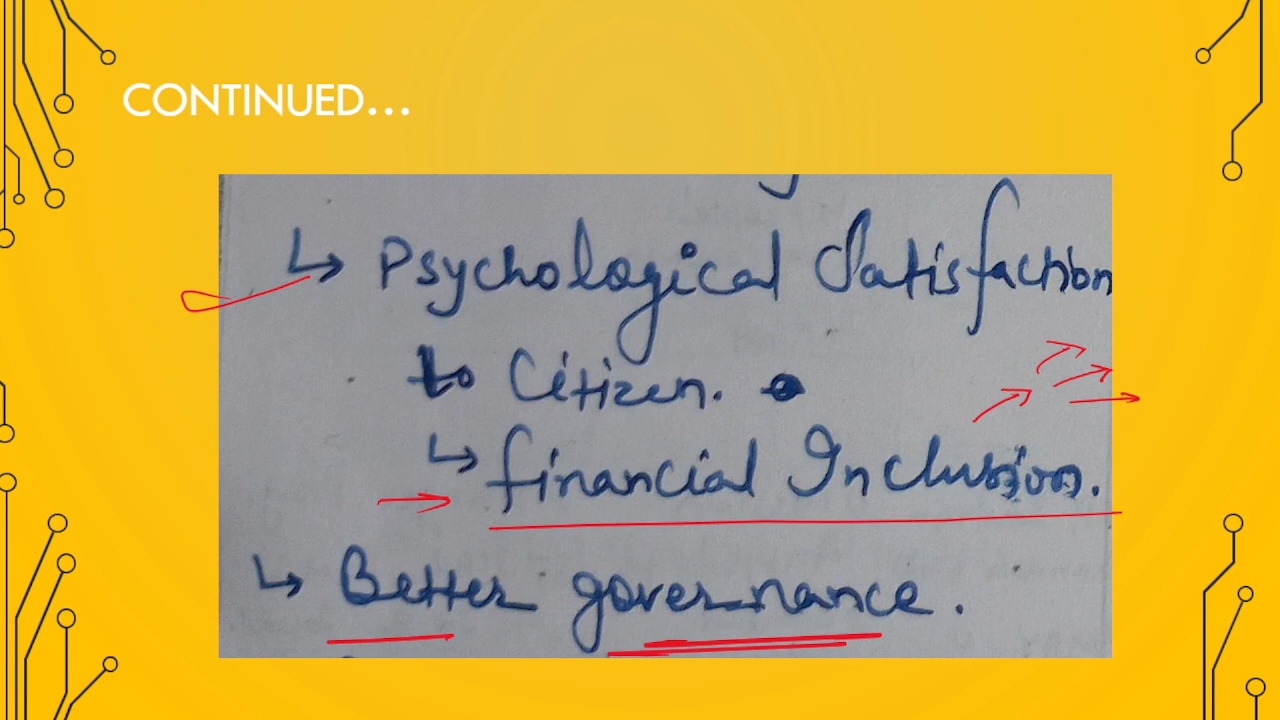 CONTINUED...
↳ Psychological Satisfaction
to Citizen.
↳ financial Inclusion.
↳ Better governance.